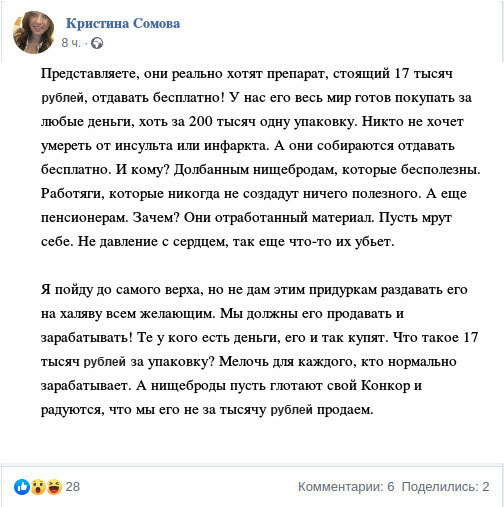 Кристина Сомова
8 ч. ·
Представляете, они реально хотят препарат, стоящий 17 тысяч
рублей, отдавать бесплатно! У нас его весь мир готов покупать за
любые деньги, хоть за 200 тысяч одну упаковку. Никто не хочет
умереть от инсульта или инфаркта. А они собираются отдавать
бесплатно. И кому? Долбанным нищебродам, которые бесполезны.
Работяги, которые никогда не создадут ничего полезного. А еще
пенсионерам. Зачем? Они отработанный материал. Пусть мрут
себе. Не давление с сердцем, так еще что-то их убьет.
Я пойду до самого верха, но не дам этим придуркам раздавать его
на халяву всем желающим. Мы должны его продавать и
зарабатывать! Те у кого есть деньги, его и так купят. Что такое 17
тысяч рублей за упаковку? Мелочь для каждого, кто нормально
зарабатывает. А нищеброды пусть глотают свой Конкор и
радуются, что мы его не за тысячу рублей продаем.
28
Комментарии: 6 Поделились: 2